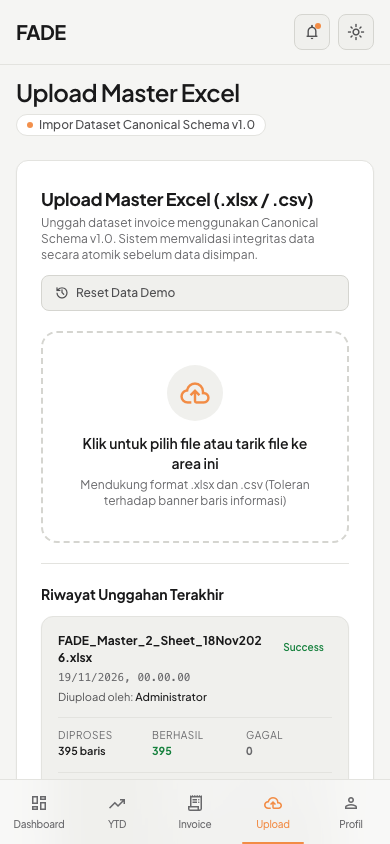 FADE
Upload Master Excel
Impor Dataset Canonical Schema v1.0
Upload Master Excel (.xlsx / .csv)
Unggah dataset invoice menggunakan Canonical
Schema v1.0. Sistem memvalidasi integritas data
secara atomik sebelum data disimpan.
Reset Data Demo
Klik untuk pilih file atau tarik file ke
area ini
Mendukung format .xlsx dan .csv (Toleran
terhadap banner baris informasi)
Riwayat Unggahan Terakhir
FADE_Master_2_Sheet_18Nov202
6.xlsx
Success
19/11/2026, 00.00.00
Diupload oleh: Administrator
DIPROSES BERHASIL GAGAL
395 baris 395 0
Dashboard YTD Invoice Upload Profil